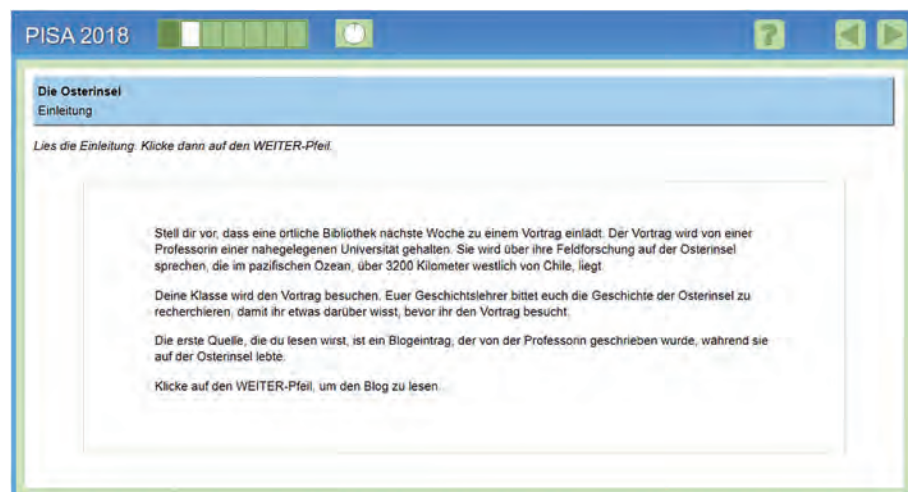 PISA 2018
?
Die Osterinsel
Einleitung
Lies die Einleitung. Klicke dann auf den WEITER-Pfeil.
Stell dir vor, dass eine örtliche Bibliothek nächste Woche zu einem Vortrag einlädt. Der Vortrag wird von einer
Professorin einer nahegelegenen Universität gehalten. Sie wird über ihre Feldforschung auf der Osterinsel
sprechen, die im pazifischen Ozean, über 3200 Kilometer westlich von Chile, liegt.
Deine Klasse wird den Vortrag besuchen. Euer Geschichtslehrer bittet euch die Geschichte der Osterinsel zu
recherchieren, damit ihr etwas darüber wisst, bevor ihr den Vortrag besucht.
Die erste Quelle, die du lesen wirst, ist ein Blogeintrag, der von der Professorin geschrieben wurde, während sie
auf der Osterinsel lebte.
Klicke auf den WEITER-Pfeil, um den Blog zu lesen.